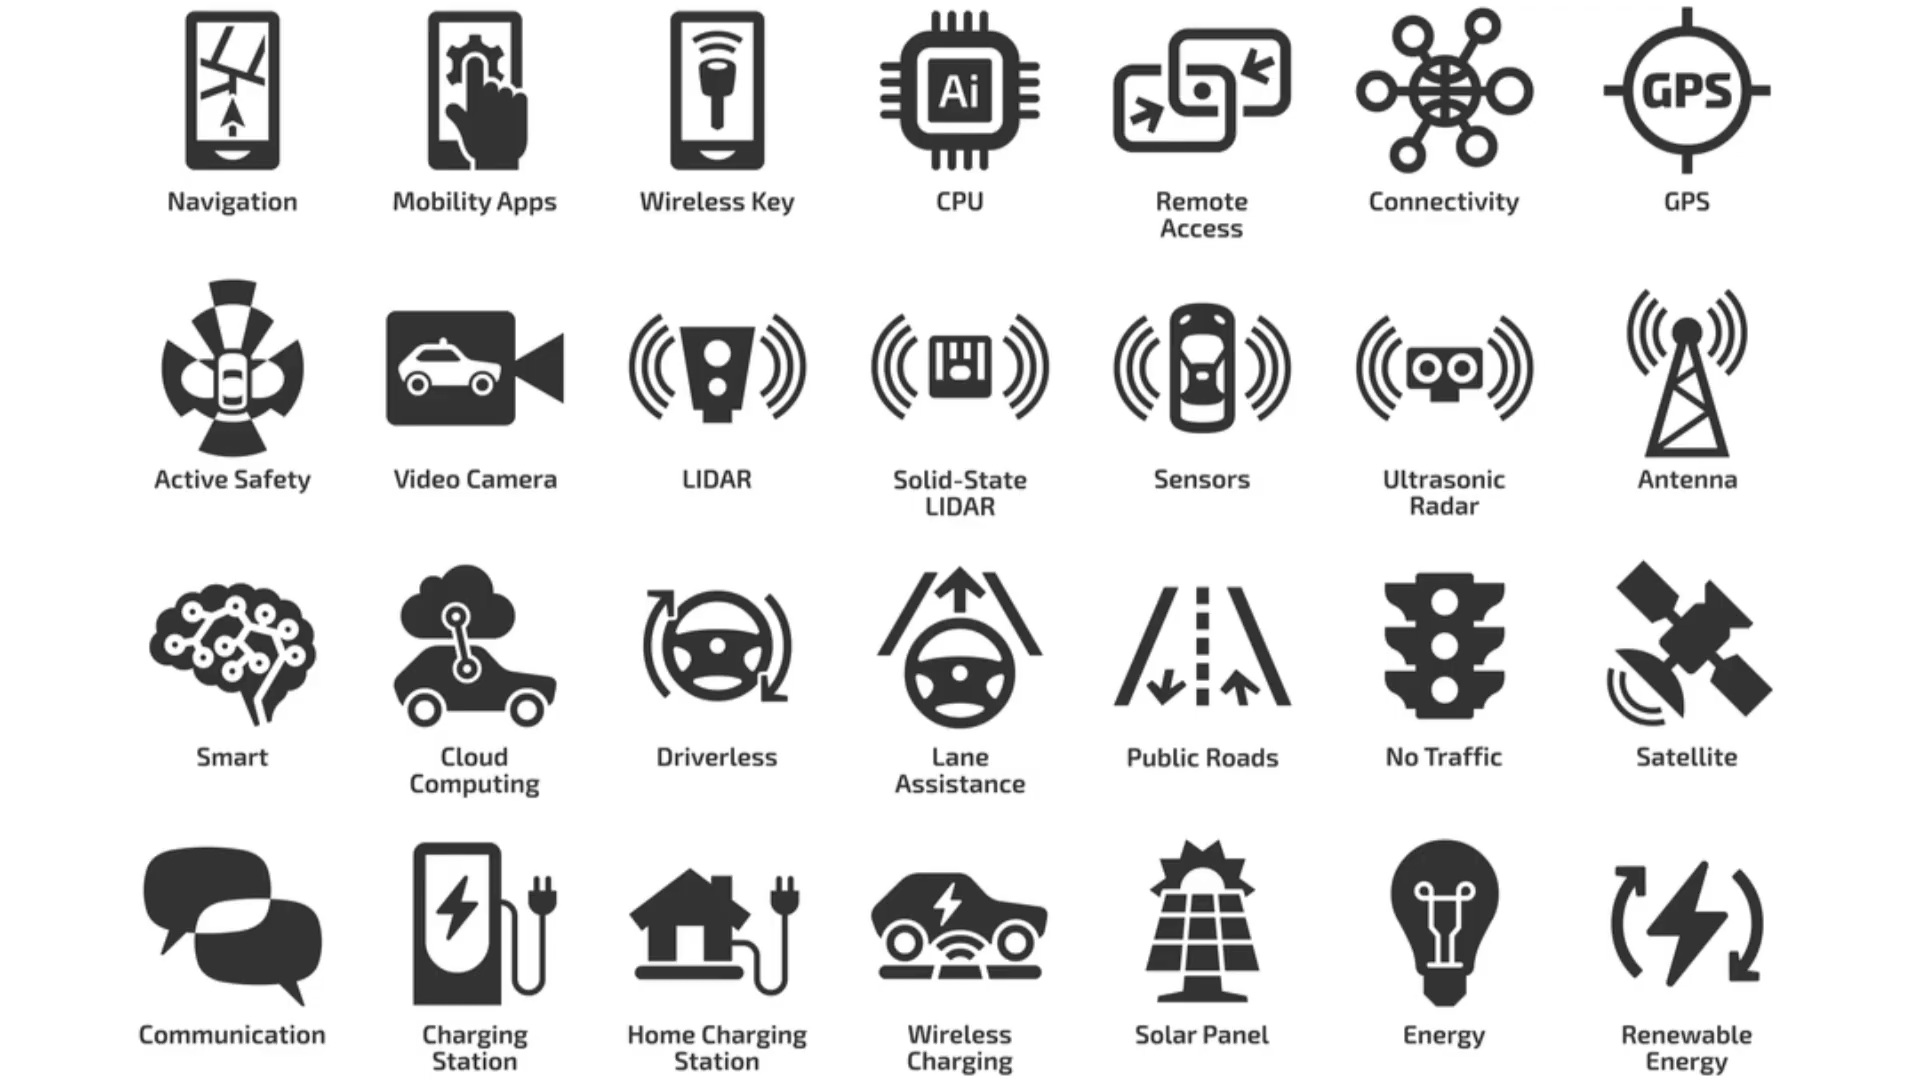 Ai
GPS
Navigation
Mobility Apps
Wireless Key
CPU
Remote
Access
Connectivity
GPS
Active Safety
Video Camera
LIDAR
Solid-State
LIDAR
Sensors
Ultrasonic
Radar
Antenna
Smart
Cloud
Computing
Driverless
Lane
Assistance
Public Roads
No Traffic
Satellite
Communication
Charging
Station
Home Charging
Station
Wireless
Charging
Solar Panel
Energy
Renewable
Energy